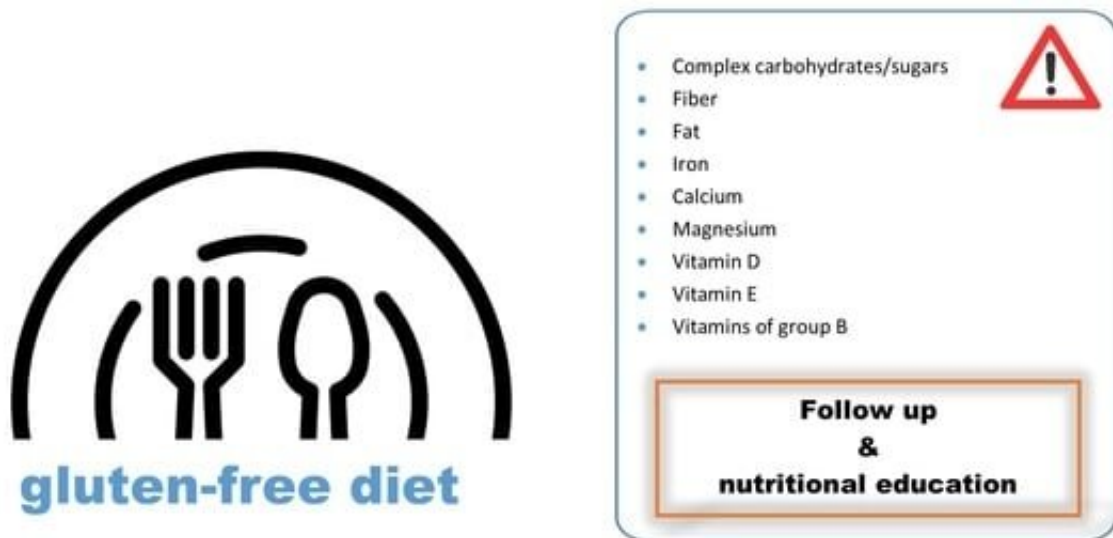 gluten-free diet
• Complex carbohydrates/sugars
• Fiber
• Fat
• Iron
• Calcium
• Magnesium
• Vitamin D
• Vitamin E
• Vitamins of group B
!
Follow up
&
nutritional education